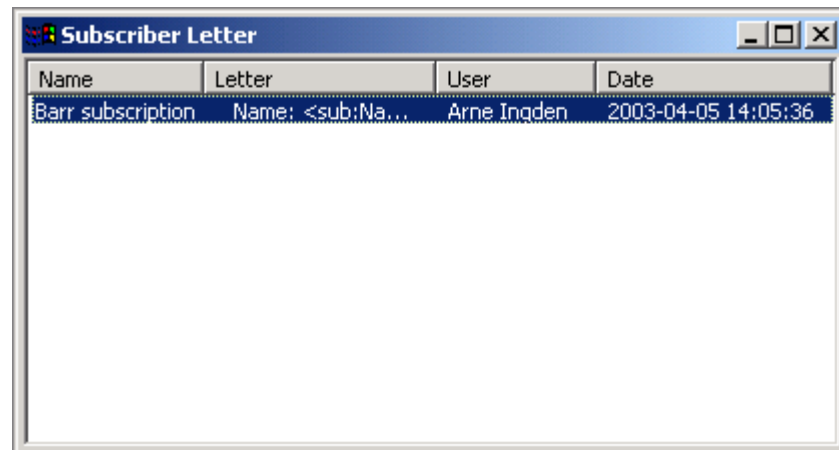 Subscriber Letter
Name Letter User Date
Barr subscription Name: <sub:Na... Arne Ingden 2003-04-05 14:05:36